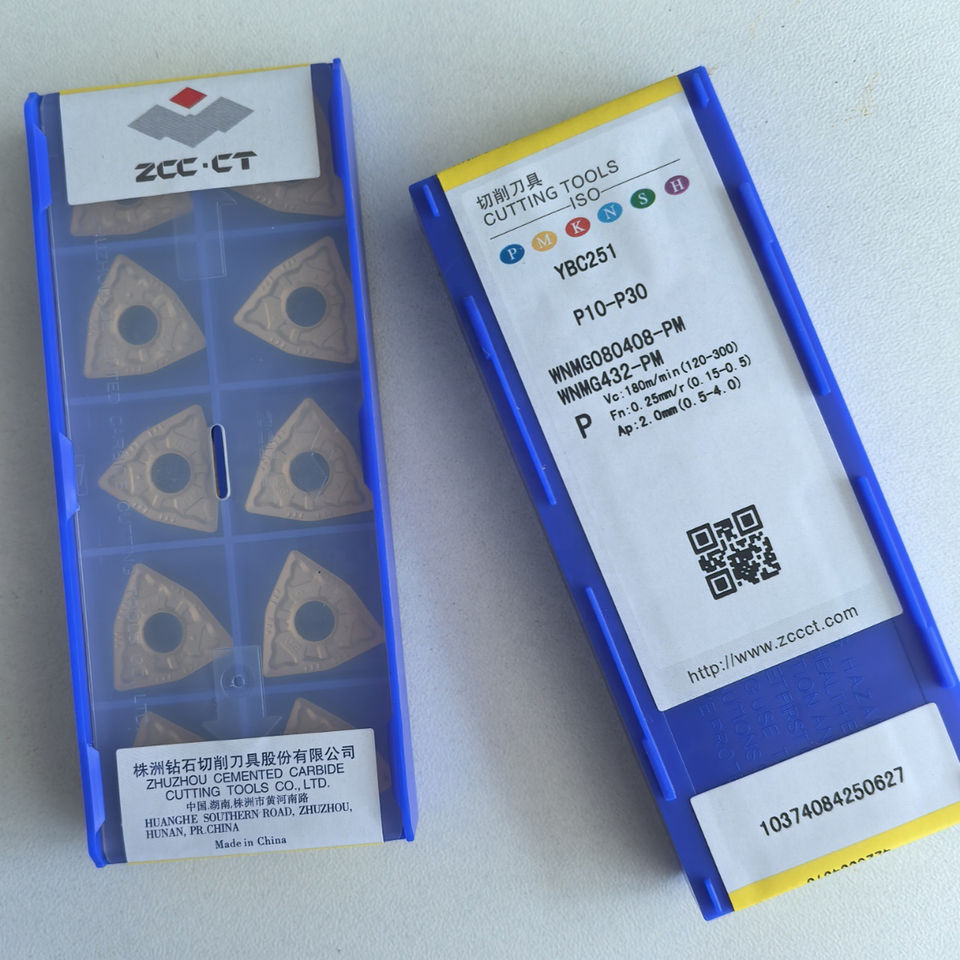 ZCC·CT
株洲钻石切削刀具股份有限公司
ZHUZHOU CEMENTED CARBIDE
CUTTING TOOLS CO., LTD.
中国.湖南.株洲市黄河南路
HUANGHE SOUTHERN ROAD, ZHUZHOU,
HUNAN, PR.CHINA
Made in China
切削刀具
CUTTING TOOLS
ISO
P M K N S H
YBC251
P10-P30
WNMG080408-PM
WNMG432-PM
Vc:180m/min(120-300)
P Fn:0.25mm/r(0.15-0.5)
Ap:2.0mm(0.5-4.0)
http://www.zccct.com
10374084250627